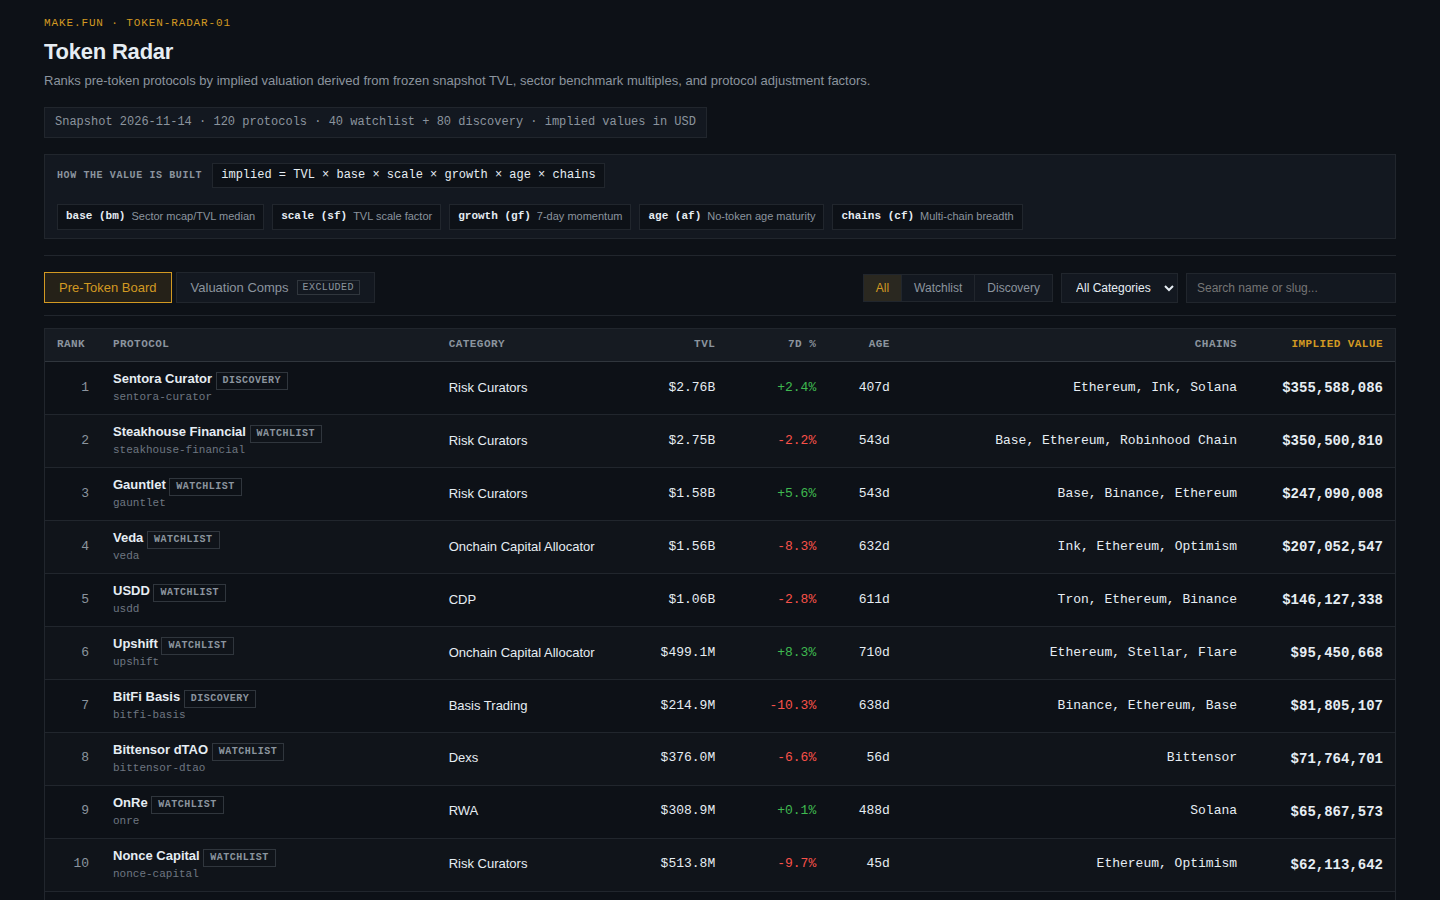 MAKE.FUN · TOKEN-RADAR-01
Token Radar
Ranks pre-token protocols by implied valuation derived from frozen snapshot TVL, sector benchmark multiples, and protocol adjustment factors.
Snapshot 2026-11-14 · 120 protocols · 40 watchlist + 80 discovery · implied values in USD
HOW THE VALUE IS BUILT implied = TVL × base × scale × growth × age × chains
base (bm) Sector mcap/TVL median scale (sf) TVL scale factor growth (gf) 7-day momentum age (af) No-token age maturity chains (cf) Multi-chain breadth
Pre-Token Board Valuation Comps EXCLUDED All Watchlist Discovery All Categories Search name or slug...
RANK PROTOCOL CATEGORY TVL 7D % AGE CHAINS IMPLIED VALUE
1 Sentora Curator DISCOVERY Risk Curators $2.76B +2.4% 407d Ethereum, Ink, Solana $355,588,086
sentora-curator
2 Steakhouse Financial WATCHLIST Risk Curators $2.75B -2.2% 543d Base, Ethereum, Robinhood Chain $350,500,810
steakhouse-financial
3 Gauntlet WATCHLIST Risk Curators $1.58B +5.6% 543d Base, Binance, Ethereum $247,090,008
gauntlet
4 Veda WATCHLIST Onchain Capital Allocator $1.56B -8.3% 632d Ink, Ethereum, Optimism $207,052,547
veda
5 USDD WATCHLIST CDP $1.06B -2.8% 611d Tron, Ethereum, Binance $146,127,338
usdd
6 Upshift WATCHLIST Onchain Capital Allocator $499.1M +8.3% 710d Ethereum, Stellar, Flare $95,450,668
upshift
7 BitFi Basis DISCOVERY Basis Trading $214.9M -10.3% 638d Binance, Ethereum, Base $81,805,107
bitfi-basis
8 Bittensor dTAO WATCHLIST Dexs $376.0M -6.6% 56d Bittensor $71,764,701
bittensor-dtao
9 OnRe WATCHLIST RWA $308.9M +0.1% 488d Solana $65,867,573
onre
10 Nonce Capital WATCHLIST Risk Curators $513.8M -9.7% 45d Ethereum, Optimism $62,113,642
nonce-capital